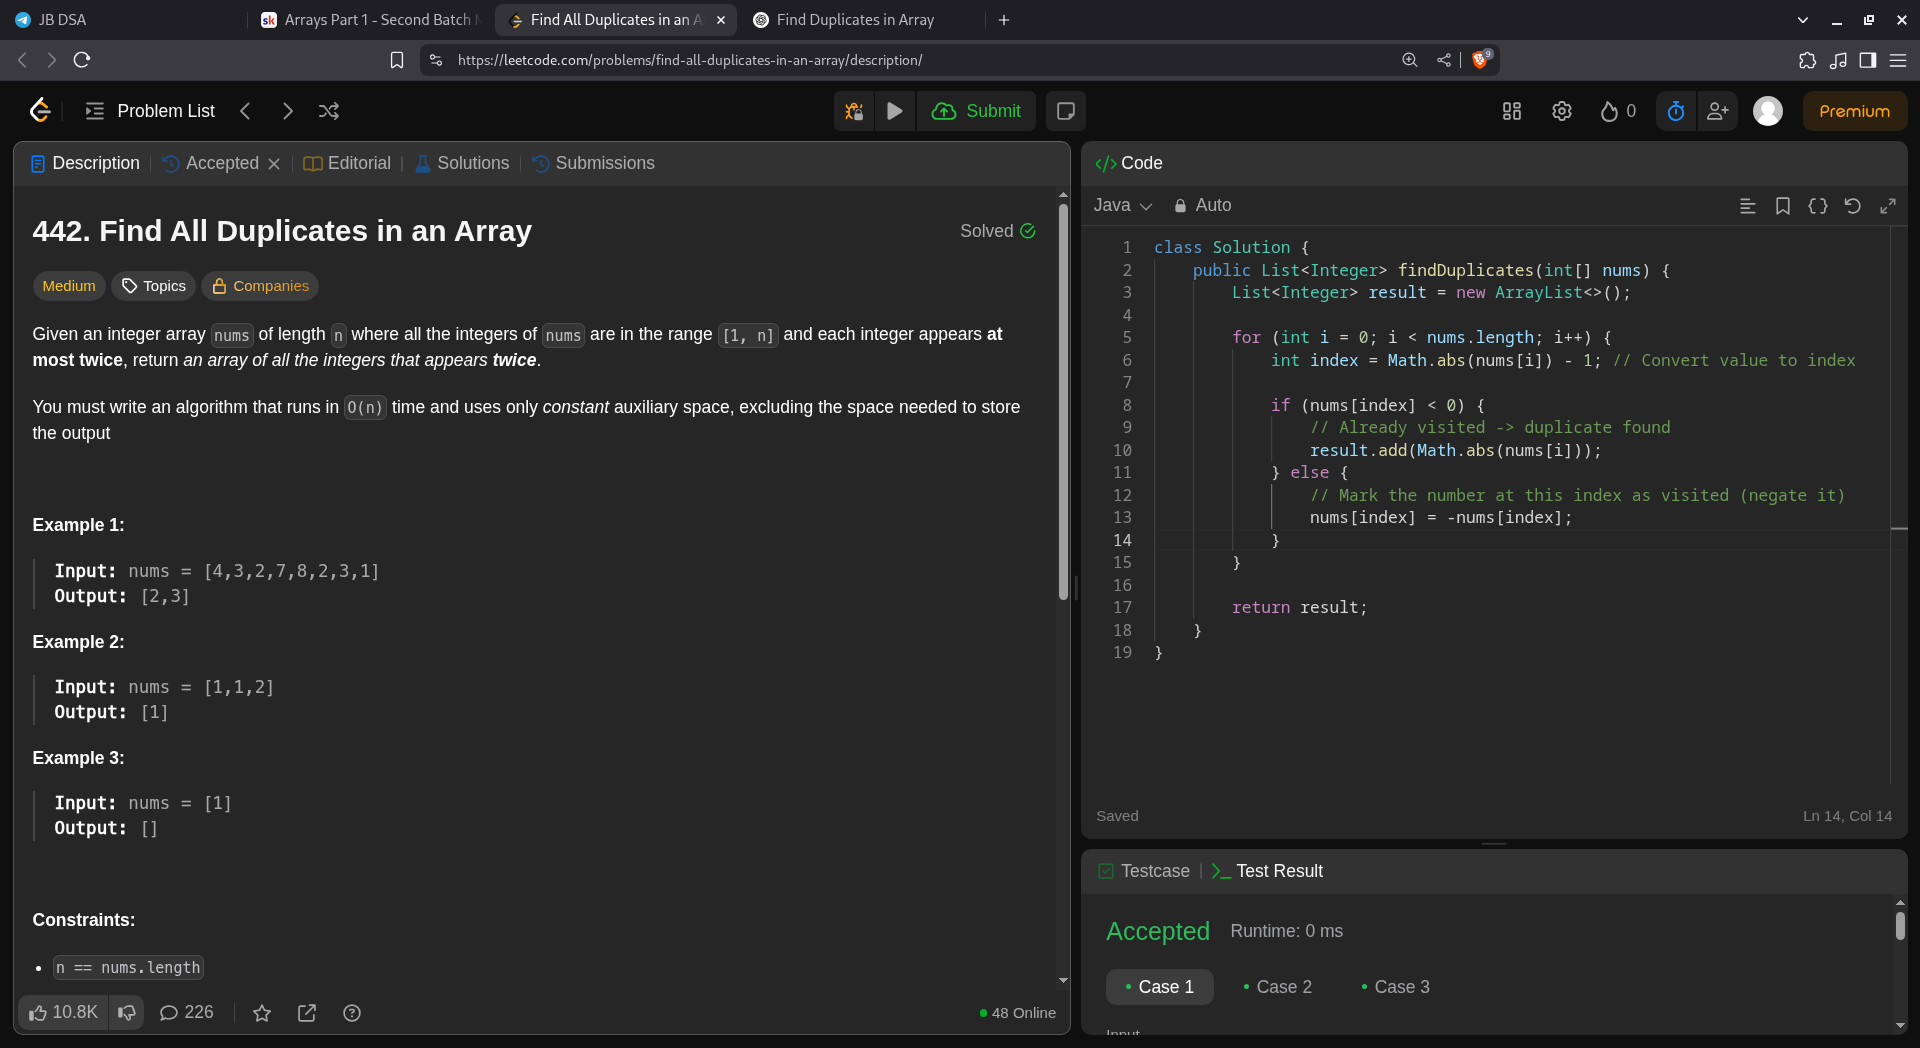 JB DSA
Arrays Part 1 - Second Batch
Find All Duplicates in an A
Find Duplicates in Array
https://leetcode.com/problems/find-all-duplicates-in-an-array/description/
9
Problem List
Submit
0
Premium
Description
Accepted
Editorial
Solutions
Submissions
442. Find All Duplicates in an Array
Solved
Medium
Topics
Companies
Given an integer array nums of length n where all the integers of nums are in the range [1, n] and each integer appears at
most twice, return an array of all the integers that appears twice.
You must write an algorithm that runs in O(n) time and uses only constant auxiliary space, excluding the space needed to store
the output
Example 1:
Input: nums = [4,3,2,7,8,2,3,1]
Output: [2,3]
Example 2:
Input: nums = [1,1,2]
Output: [1]
Example 3:
Input: nums = [1]
Output: []
Constraints:
n == nums.length
10.8K
226
48 Online
Code
Java
Auto
1 class Solution {
2 public List<Integer> findDuplicates(int[] nums) {
3 List<Integer> result = new ArrayList<>();
4
5 for (int i = 0; i < nums.length; i++) {
6 int index = Math.abs(nums[i]) - 1; // Convert value to index
7
8 if (nums[index] < 0) {
9 // Already visited -> duplicate found
10 result.add(Math.abs(nums[i]));
11 } else {
12 // Mark the number at this index as visited (negate it)
13 nums[index] = -nums[index];
14 }
15 }
16
17 return result;
18 }
19 }
Saved
Ln 14, Col 14
Testcase
Test Result
Accepted
Runtime: 0 ms
Case 1
Case 2
Case 3
Input